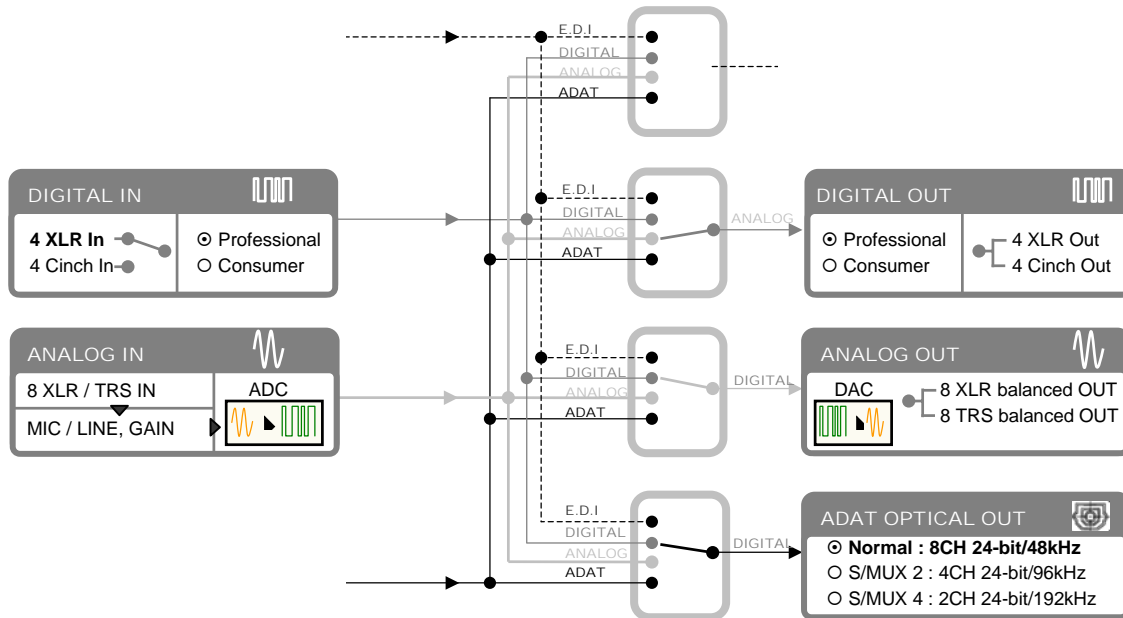 E.D.I
DIGITAL
ANALOG
ADAT
DIGITAL IN
4 XLR In
4 Cinch In
Professional
Consumer
E.D.I
DIGITAL
ANALOG
ADAT
ANALOG
DIGITAL OUT
Professional
Consumer
4 XLR Out
4 Cinch Out
ANALOG IN
8 XLR / TRS IN
MIC / LINE, GAIN
ADC
E.D.I
DIGITAL
ANALOG
ADAT
DIGITAL
ANALOG OUT
DAC
8 XLR balanced OUT
8 TRS balanced OUT
E.D.I
DIGITAL
ANALOG
ADAT
DIGITAL
ADAT OPTICAL OUT
Normal : 8CH 24-bit/48kHz
S/MUX 2 : 4CH 24-bit/96kHz
S/MUX 4 : 2CH 24-bit/192kHz